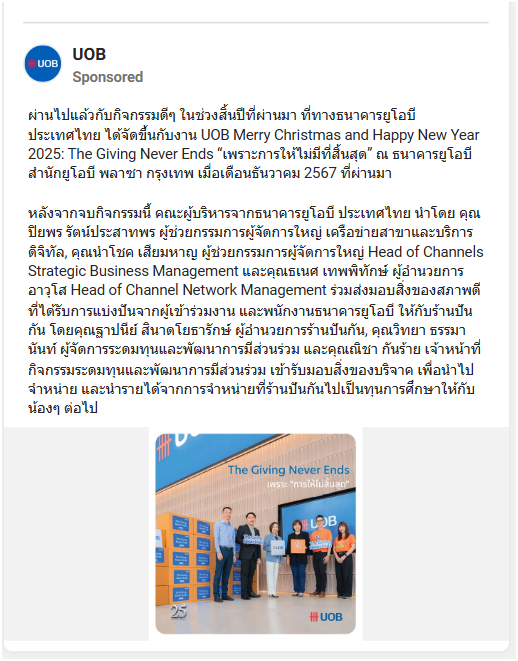 UOB
UOB
Sponsored
ผ่านไปแล้วกับกิจกรรมดีๆ ในช่วงสิ้นปีที่ผ่านมา ที่ทางธนาคารยูโอบี
ประเทศไทย ได้จัดขึ้นกับงาน UOB Merry Christmas and Happy New Year
2025: The Giving Never Ends “เพราะการให้ไม่มีที่สิ้นสุด” ณ ธนาคารยูโอบี
สำนักยูโอบี พลาซา กรุงเทพ เมื่อเดือนธันวาคม 2567 ที่ผ่านมา
หลังจากจบกิจกรรมนี้ คณะผู้บริหารจากธนาคารยูโอบี ประเทศไทย นำโดย คุณ
ปิยพร รัตน์ประสาทพร ผู้ช่วยกรรมการผู้จัดการใหญ่ เครือข่ายสาขาและบริการ
ดิจิทัล, คุณนำโชค เสียมหาญ ผู้ช่วยกรรมการผู้จัดการใหญ่ Head of Channels
Strategic Business Management และคุณธเนศ เทพพิทักษ์ ผู้อำนวยการ
อาวุโส Head of Channel Network Management ร่วมส่งมอบสิ่งของสภาพดี
ที่ได้รับการแบ่งปันจากผู้เข้าร่วมงาน และพนักงานธนาคารยูโอบี ให้กับร้านปัน
กัน โดยคุณฐาปนีย์ สินาดโยธารักษ์ ผู้อำนวยการร้านปันกัน, คุณวิทยา ธรรมา
นันท์ ผู้จัดการระดมทุนและพัฒนาการมีส่วนร่วม และคุณณิชา กันร้าย เจ้าหน้าที่
กิจกรรมระดมทุนและพัฒนาการมีส่วนร่วม เข้ารับมอบสิ่งของบริจาค เพื่อนำไป
จำหน่าย และนำรายได้จากการจำหน่ายที่ร้านปันกันไปเป็นทุนการศึกษาให้กับ
น้องๆ ต่อไป
The Giving Never Ends
เพราะ “การให้ไม่สิ้นสุด”
UOB
25
UOB